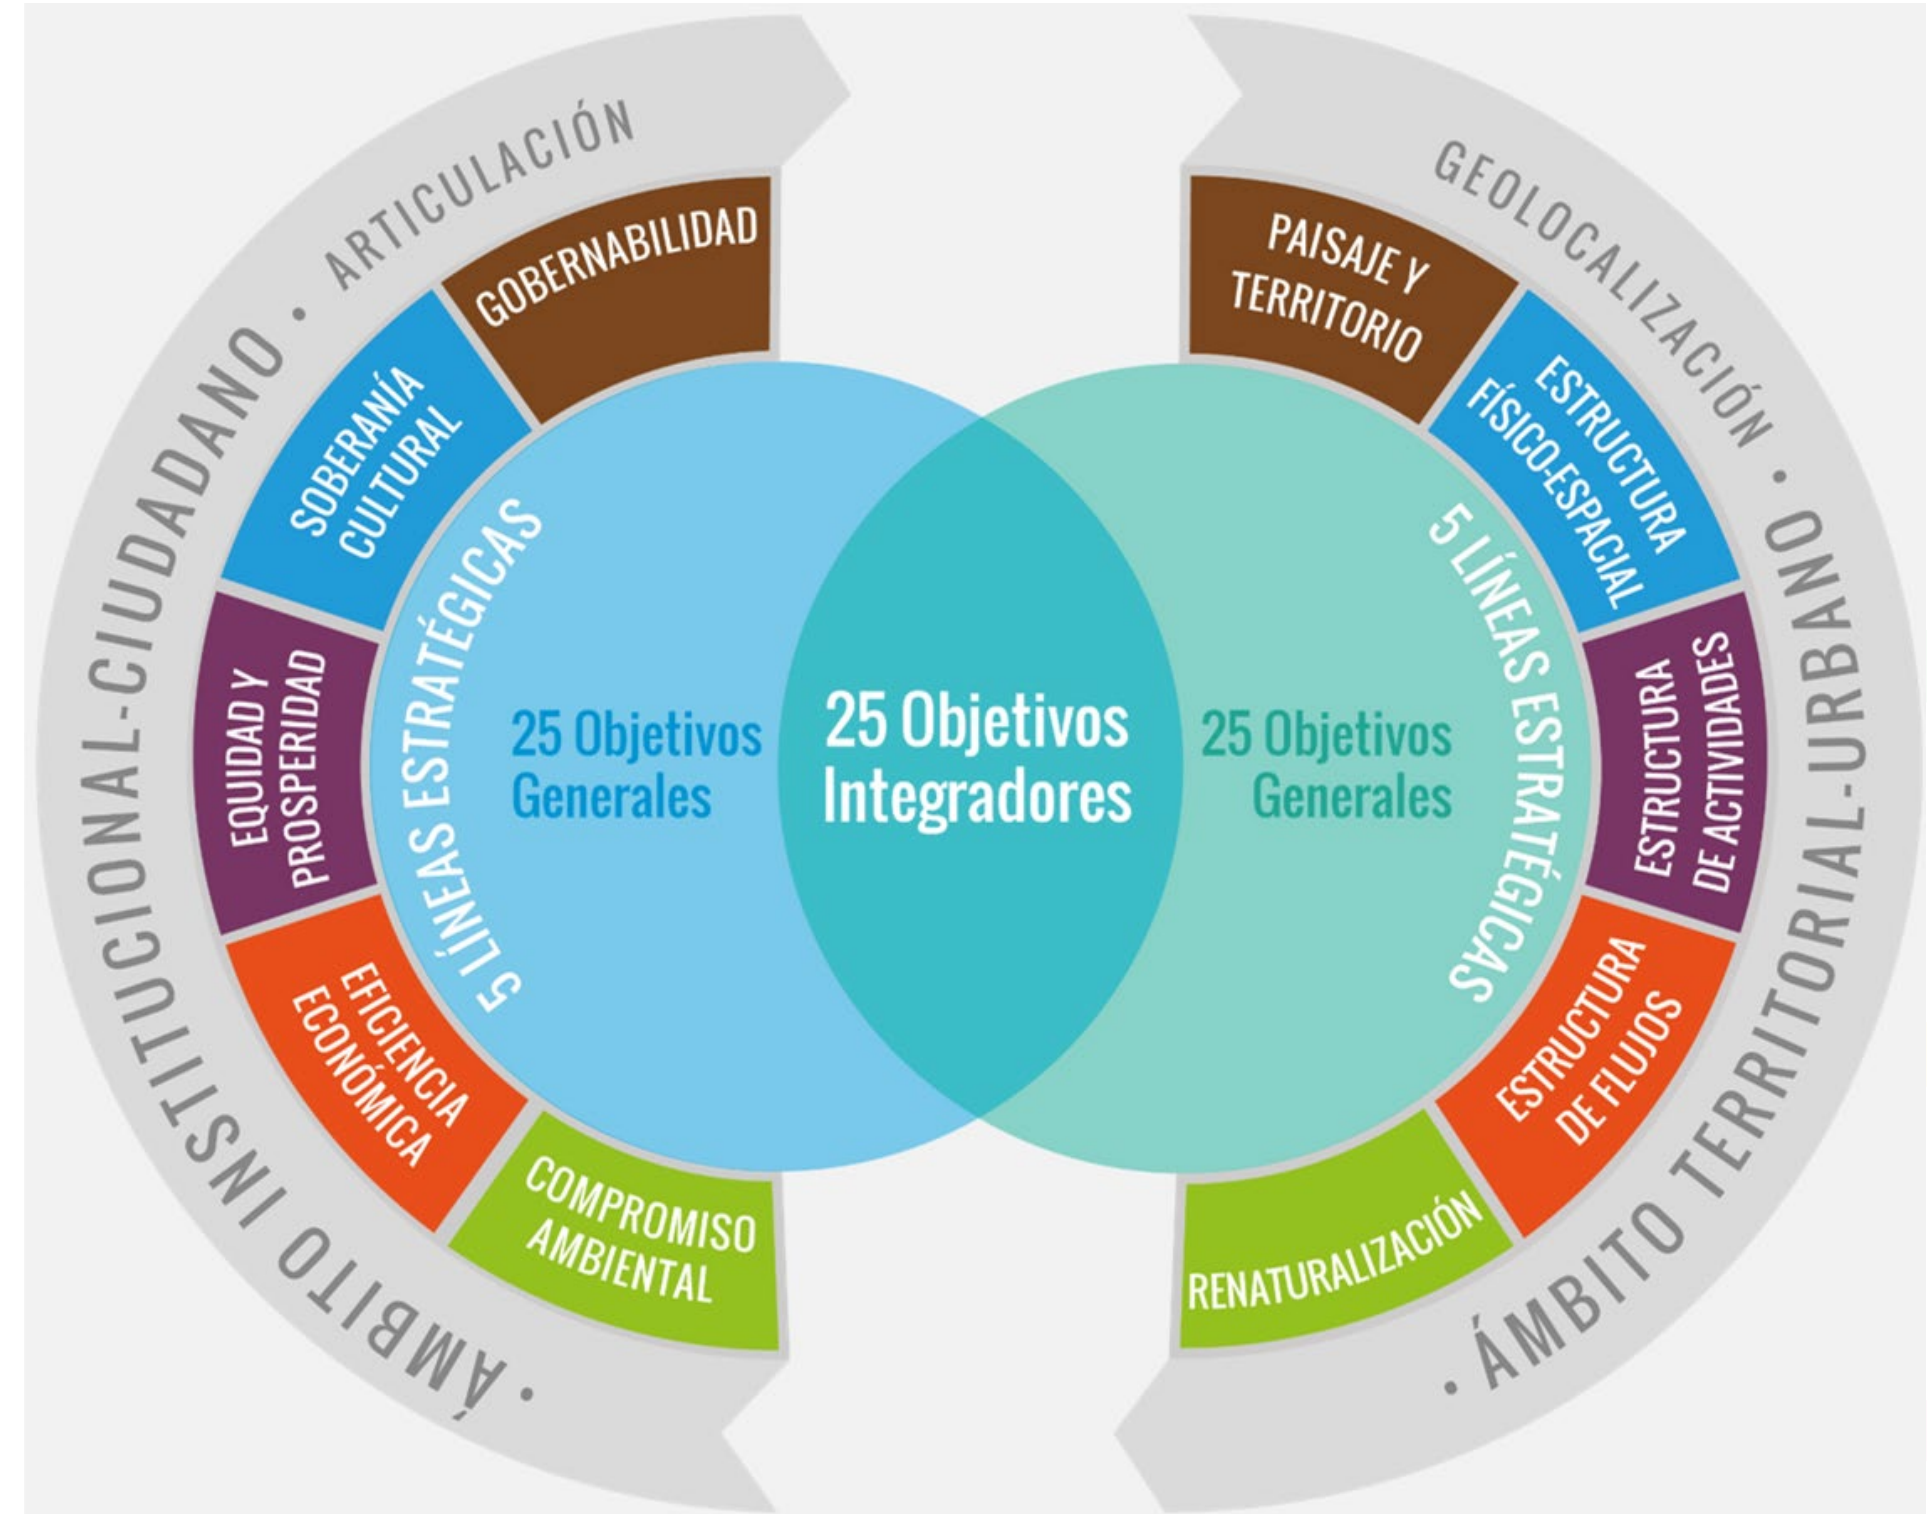 ÁMBITO INSTITUCIONAL-CIUDADANO • ARTICULACIÓN
GOBERNABILIDAD
SOBERANÍA
CULTURAL
EQUIDAD Y
PROSPERIDAD
EFICIENCIA
ECONÓMICA
COMPROMISO
AMBIENTAL
5 LÍNEAS ESTRATÉGICAS
25 Objetivos
Generales
25 Objetivos
Integradores
25 Objetivos
Generales
5 LÍNEAS ESTRATÉGICAS
PAISAJE Y
TERRITORIO
ESTRUCTURA
FÍSICO-ESPACIAL
ESTRUCTURA
DE ACTIVIDADES
ESTRUCTURA
DE FLUJOS
RENATURALIZACIÓN
GEOLOCALIZACIÓN
• ÁMBITO TERRITORIAL-URBANO •